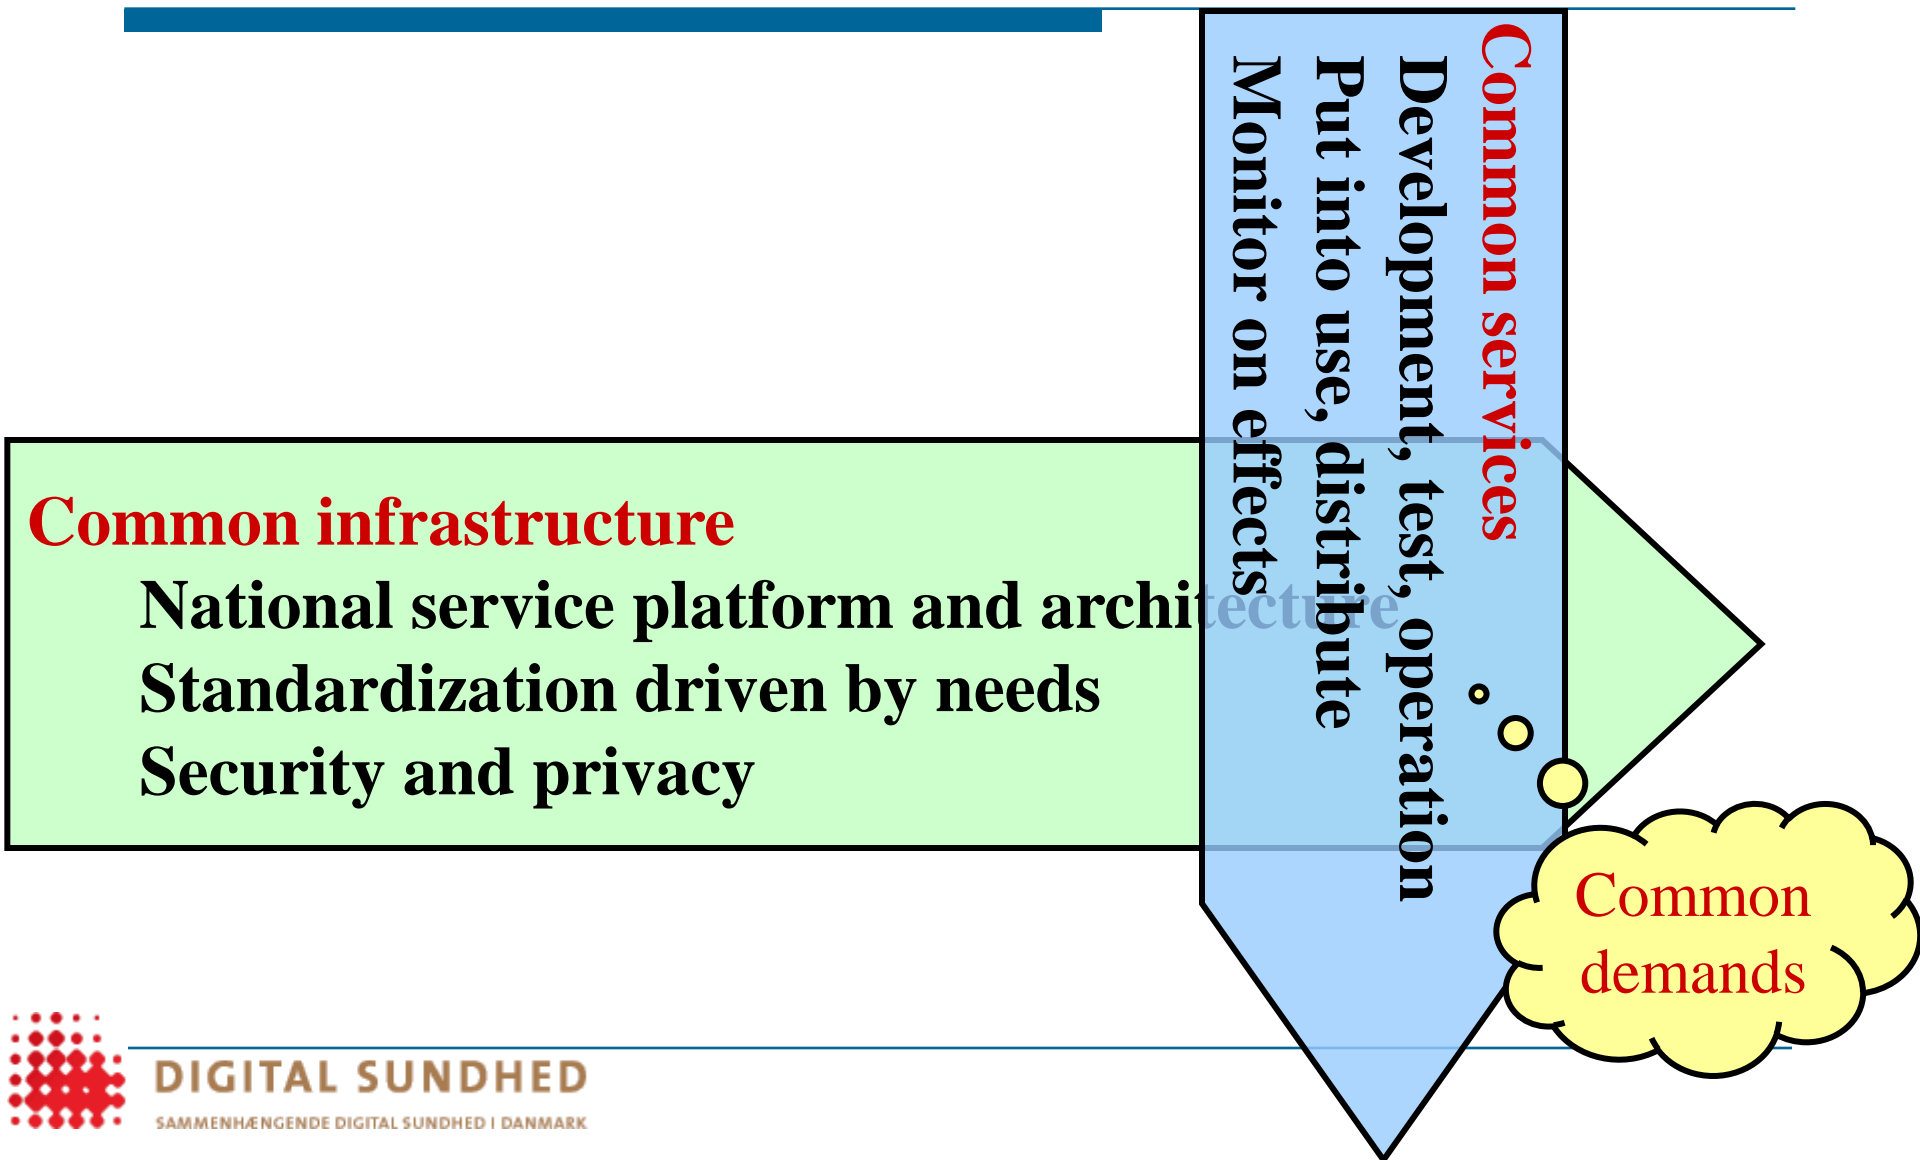 Common services
Development, test, operation
Put into use, distribute
Monitor on effects
Common infrastructure
National service platform and architecture
Standardization driven by needs
Security and privacy
Common
demands
DIGITAL SUNDHED
SAMMENHÆNGENDE DIGITAL SUNDHED I DANMARK